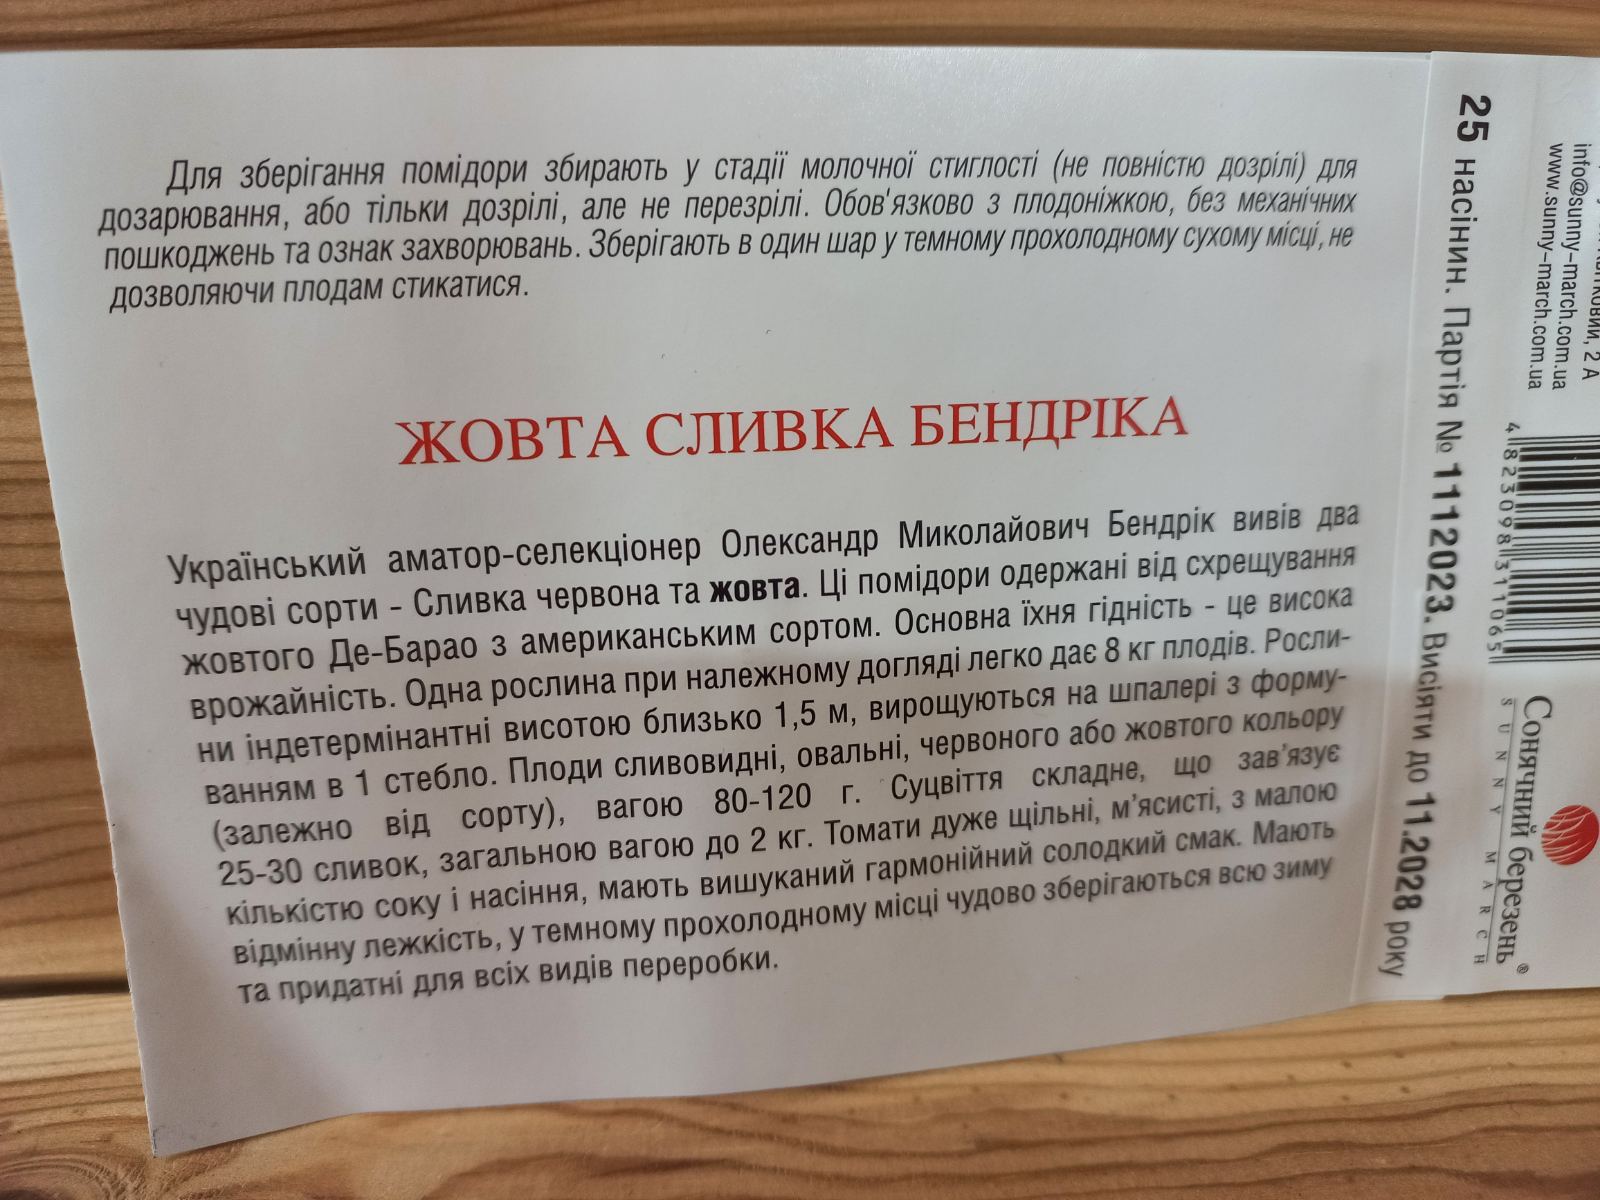 Для зберігання помідори збирають у стадії молочної стиглості (не повністю дозрілі) для
дозарювання, або тільки дозрілі, але не перезрілі. Обов'язково з плодоніжкою, без механічних
пошкоджень та ознак захворювань. Зберігають в один шар у темному прохолодному сухому місці, не
дозволяючи плодам стикатися.
ЖОВТА СЛИВКА БЕНДРІКА
Український аматор-селекціонер Олександр Миколайович Бендрік вивів два
чудові сорти - Сливка червона та жовта. Ці помідори одержані від схрещування
жовтого Де-Барао з американським сортом. Основна їхня гідність - це висока
врожайність. Одна рослина при належному догляді легко дає 8 кг плодів. Росли-
ни індетермінантні висотою близько 1,5 м, вирощуються на шпалері з форму-
ванням в 1 стебло. Плоди сливовидні, овальні, червоного або жовтого кольору
(залежно від сорту), вагою 80-120 г. Суцвіття складне, що зав'язує
25-30 сливок, загальною вагою до 2 кг. Томати дуже щільні, м'ясисті, з малою
кількістю соку і насіння, мають вишуканий гармонійний солодкий смак. Мають
відмінну лежкість, у темному прохолодному місці чудово зберігаються всю зиму
та придатні для всіх видів переробки.
25 насінин. Партія № 1112023. Висіяти до 11.2028 року
2 А
info@sunny-march.com.ua
www.sunny-march.com.ua
4823098311065
Сонячний березень®
SUNNY MARCH